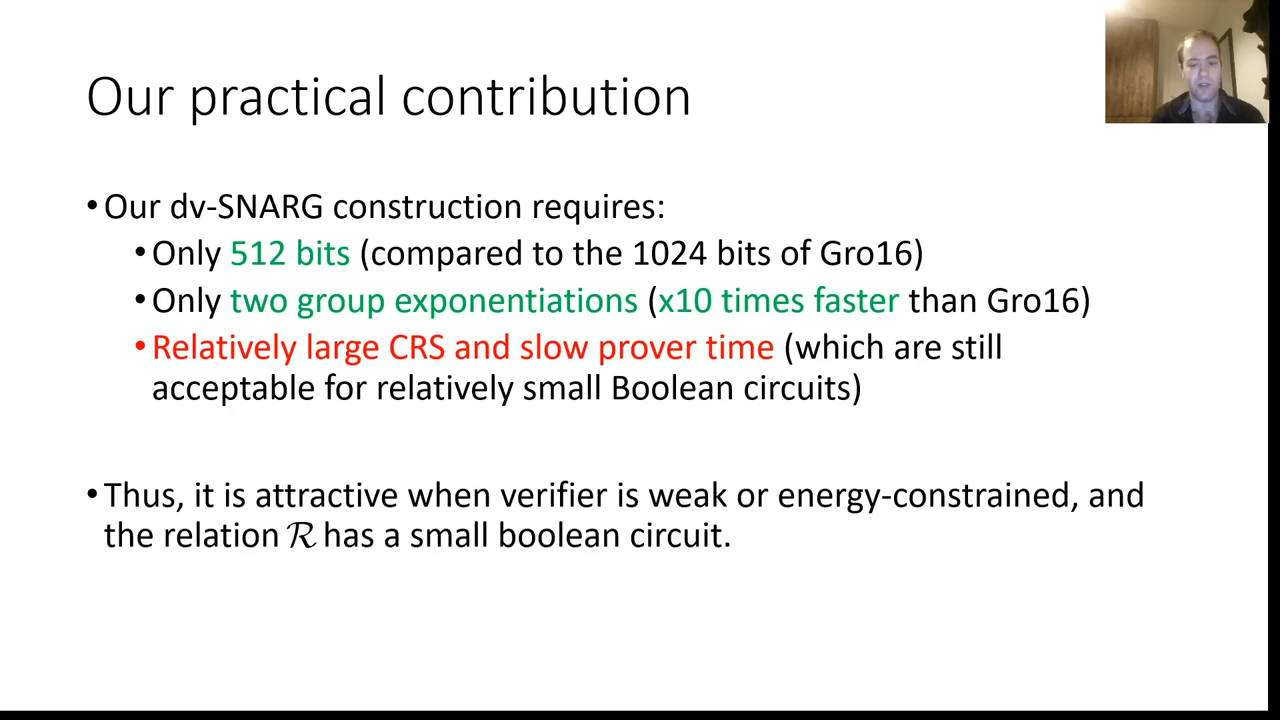 Our practical contribution
•Our dv-SNARG construction requires:
•Only 512 bits (compared to the 1024 bits of Gro16)
•Only two group exponentiations (x10 times faster than Gro16)
•Relatively large CRS and slow prover time (which are still
acceptable for relatively small Boolean circuits)
•Thus, it is attractive when verifier is weak or energy-constrained, and
the relation ℛ has a small boolean circuit.